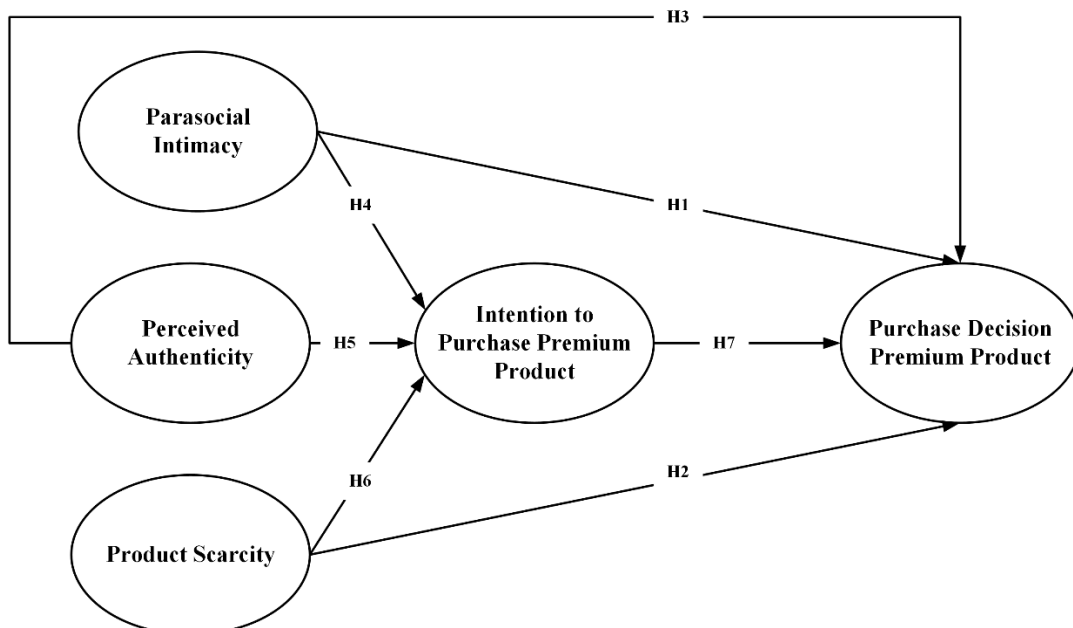 H3
Parasocial
Intimacy
H4
H1
Perceived
Authenticity
H5
Intention to
Purchase Premium
Product
H7
Purchase Decision
Premium Product
H6
H2
Product Scarcity